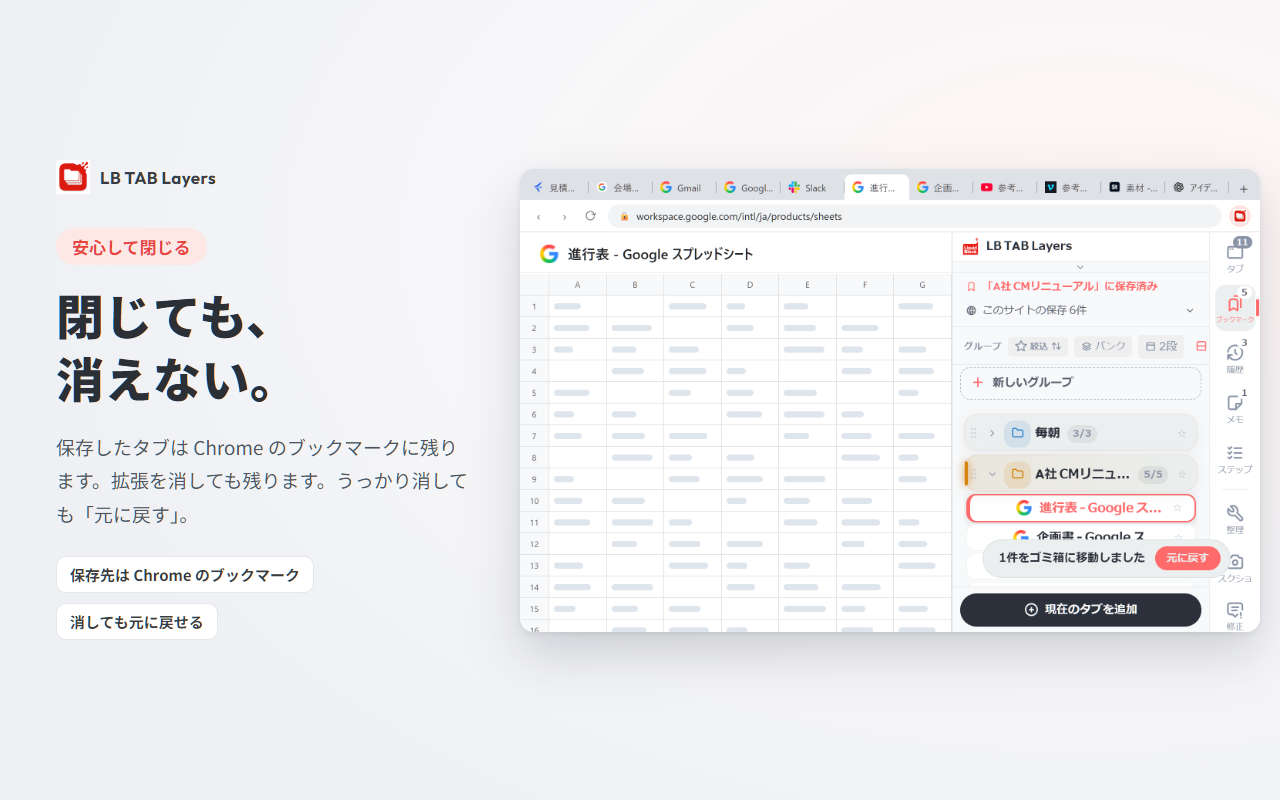 LB TAB Layers
安心して閉じる
閉じても、
消えない。
保存したタブは Chrome のブックマークに残り
ます。拡張を消しても残ります。うっかり消して
も「元に戻す」。
保存先は Chrome のブックマーク
消しても元に戻せる
見積...
会場...
Gmail
Googl...
Slack
進行...
企画...
参考...
参考...
素材 -...
アイデ...
workspace.google.com/intl/ja/products/sheets
進行表 - Google スプレッドシート
A B C D E F G
1
2
3
4
5
6
7
8
9
10
11
12
13
14
15
16
LB TAB Layers
「A社 CMリニューアル」に保存済み
このサイトの保存 6件
グループ
絞込
バンク
2段
新しいグループ
毎朝 3/3
A社 CMリニュ... 5/5
進行表 - Google ス...
企画書 - Google ス
1件をゴミ箱に移動しました 元に戻す
現在のタブを追加
11
タブ
5
ブックマーク
3
履歴
1
メモ
ステップ
整理
スクショ
修正